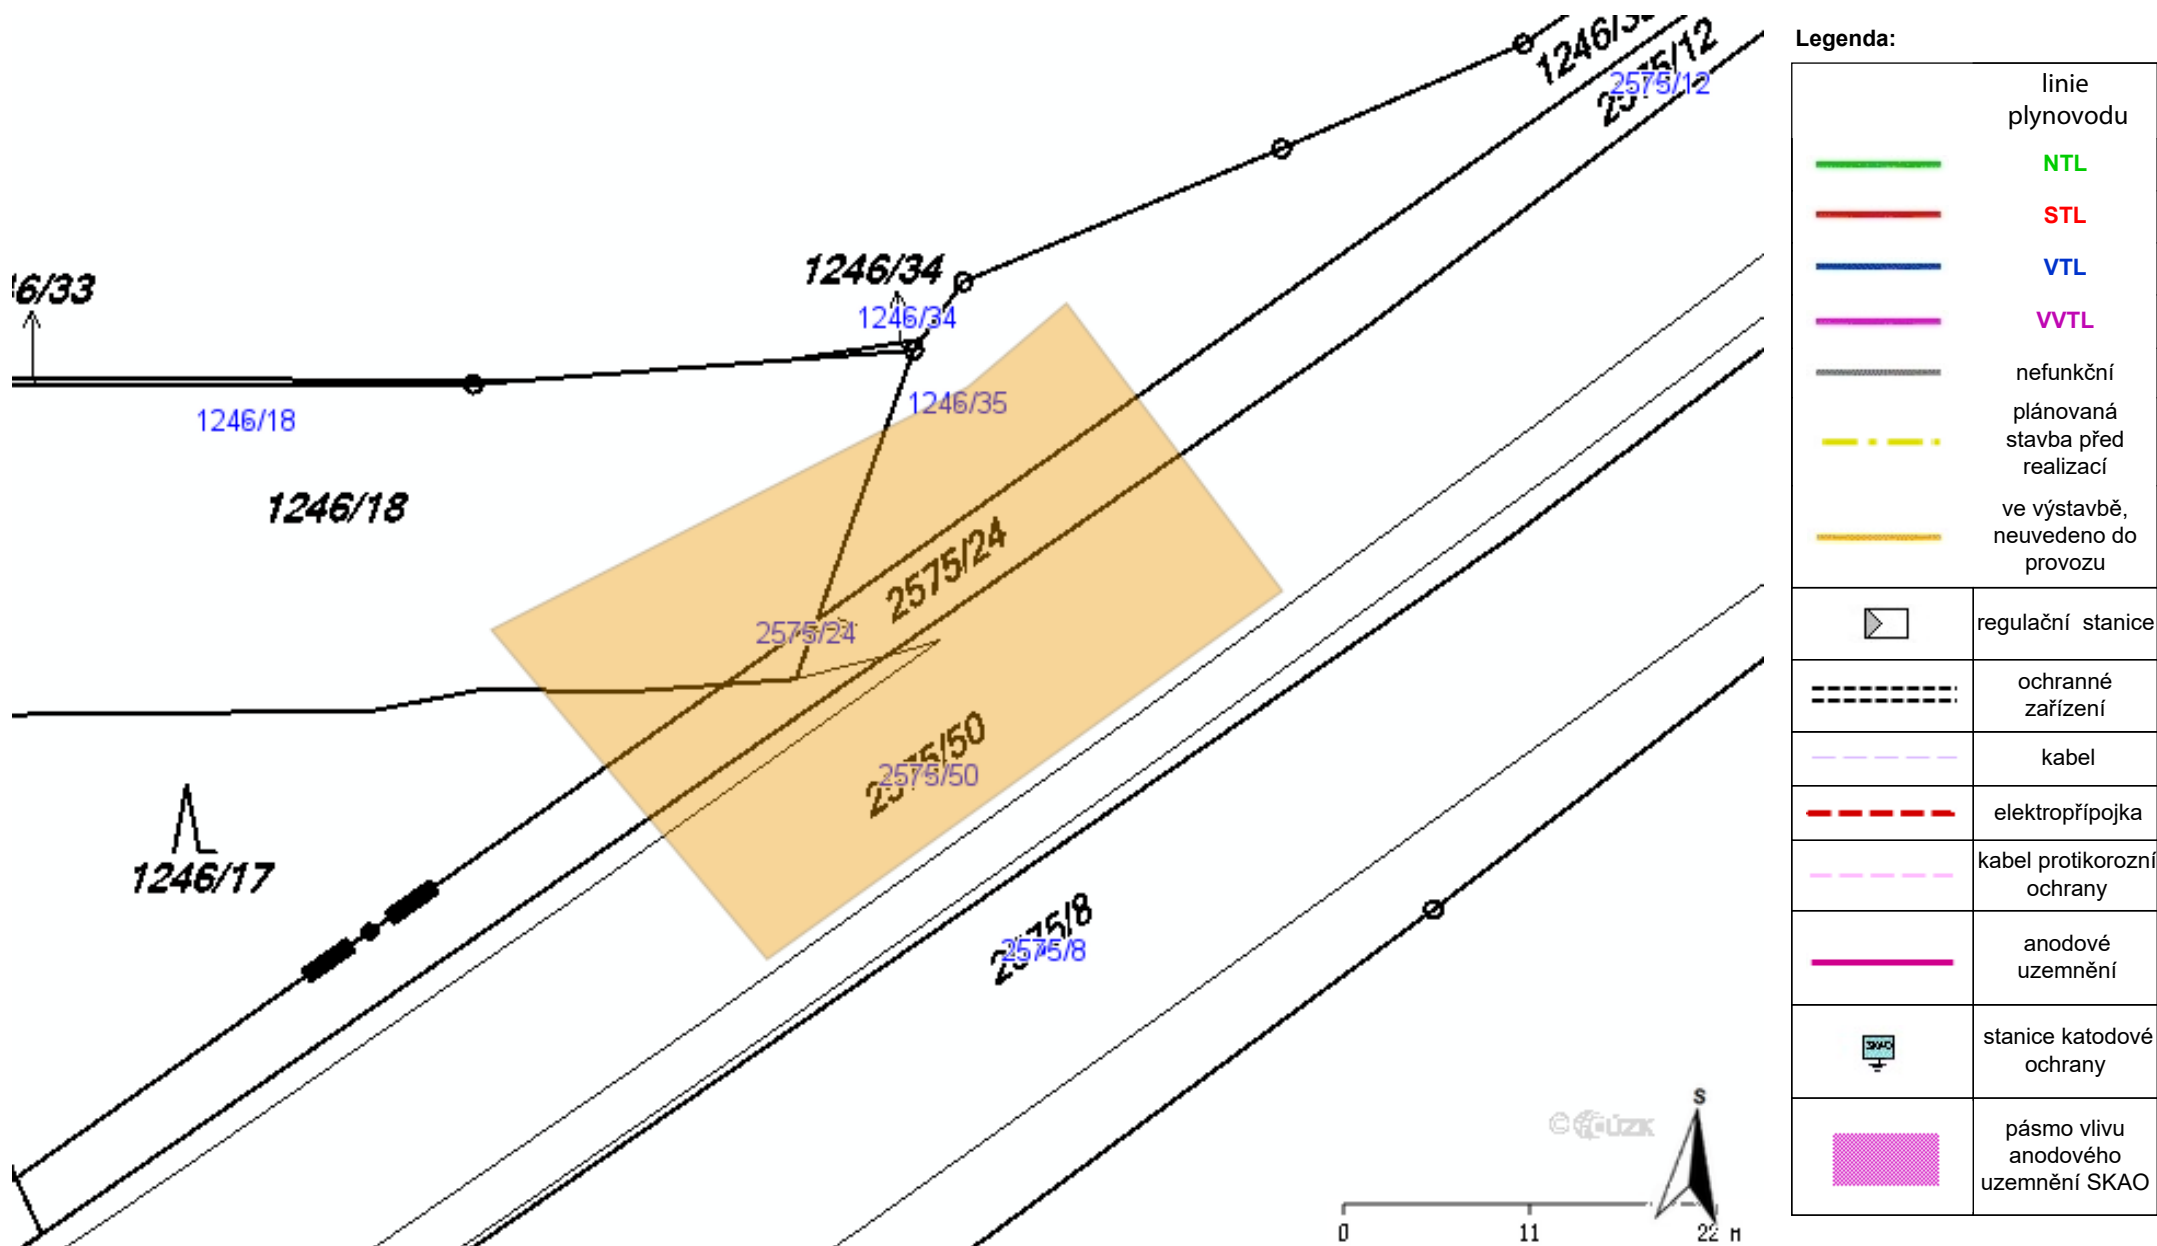 1246/3
2575/12
2575/12
16/33
1246/34
1246/34
1246/18
1246/35
1246/18
2575/24
2575/24
2575/50
2575/50
1246/17
2575/8
2575/8
©
ÚZK
S
0 11 22 M
Legenda:
linie
plynovodu
NTL
STL
VTL
VVTL
nefunkční
plánovaná
stavba před
realizací
ve výstavbě,
neuvedeno do
provozu
regulační stanice
ochranné
zařízení
kabel
elektropřípojka
kabel protikorozní
ochrany
anodové
uzemnění
SKAO
stanice katodové
ochrany
pásmo vlivu
anodového
uzemnění SKAO